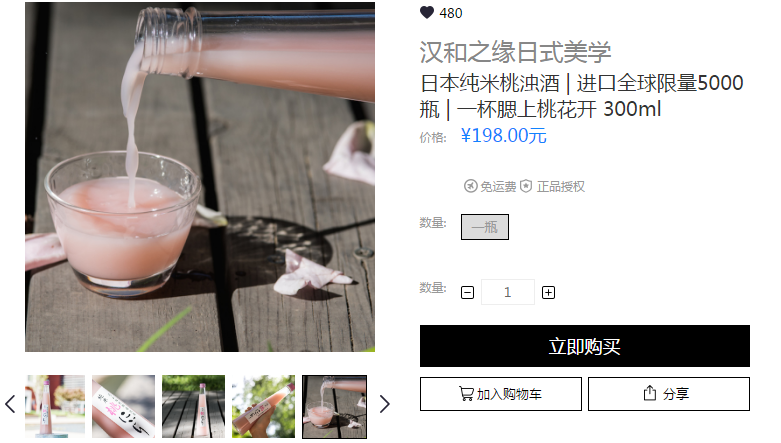 480
汉和之缘日式美学
日本纯米桃浊酒 | 进口全球限量5000
瓶 | 一杯腮上桃花开 300ml
价格: ¥198.00元
免运费 正品授权
数量: 一瓶
数量: 1
立即购买
加入购物车 分享